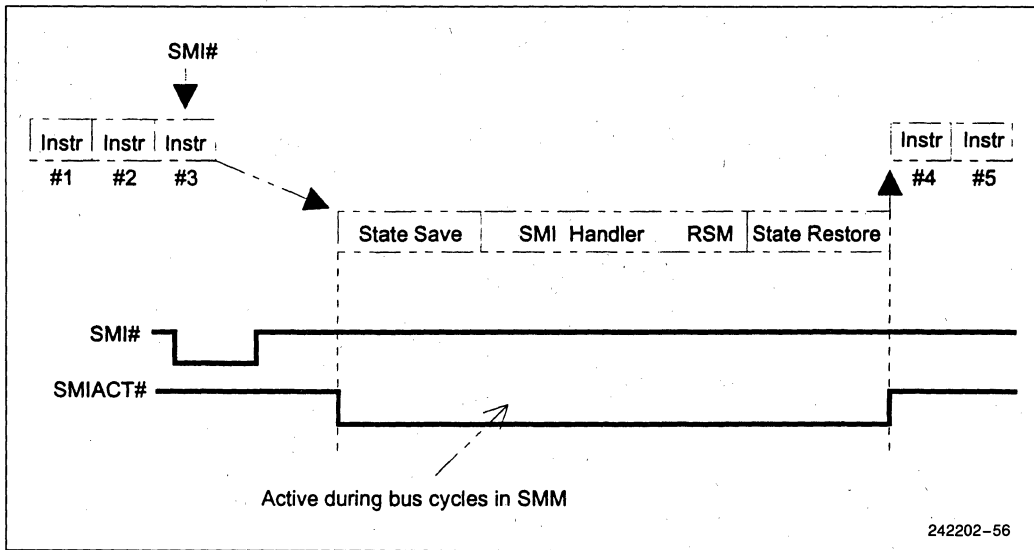 SMI#
Instr Instr Instr
#1 #2 #3
Instr Instr
#4 #5
State Save SMI Handler RSM State Restore
SMI#
SMIACT#
Active during bus cycles in SMM
242202-56